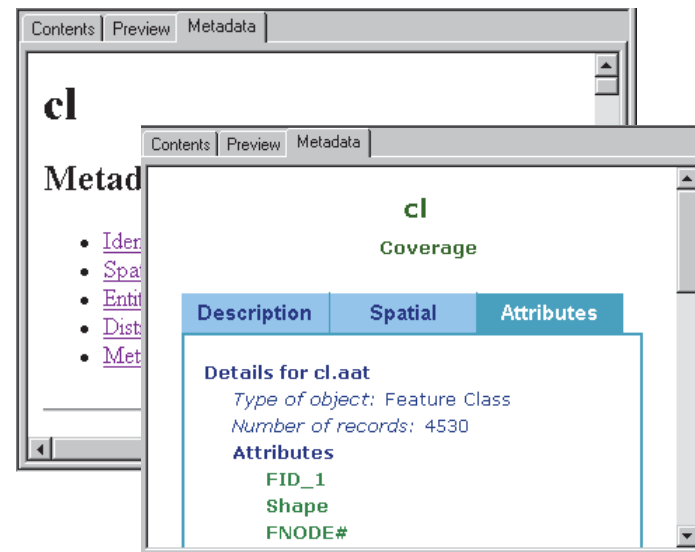 Contents Preview Metadata
cl
Contents Preview Metadata
cl
Coverage
Description Spatial Attributes
Details for cl.aat
Type of object: Feature Class
Number of records: 4530
Attributes
FID_1
Shape
FNODE#